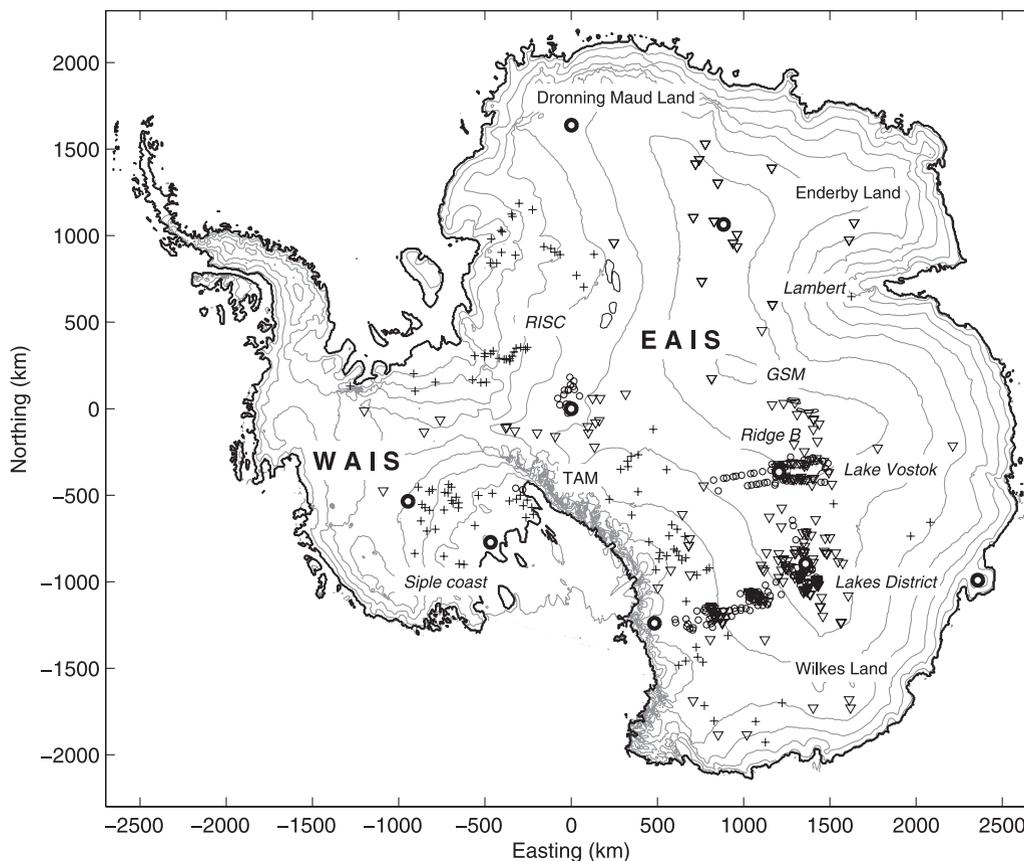 2000
Dronning Maud Land
1500
Enderby Land
1000
Lambert
500
RISC
EAIS
GSM
0
Ridge B
WAIS
Lake Vostok
TAM
−500
Siple coast
Lakes District
−1000
−1500
Wilkes Land
−2000
Northing (km)
−2500 −2000 −1500 −1000 −500 0 500 1000 1500 2000 2500
Easting (km)